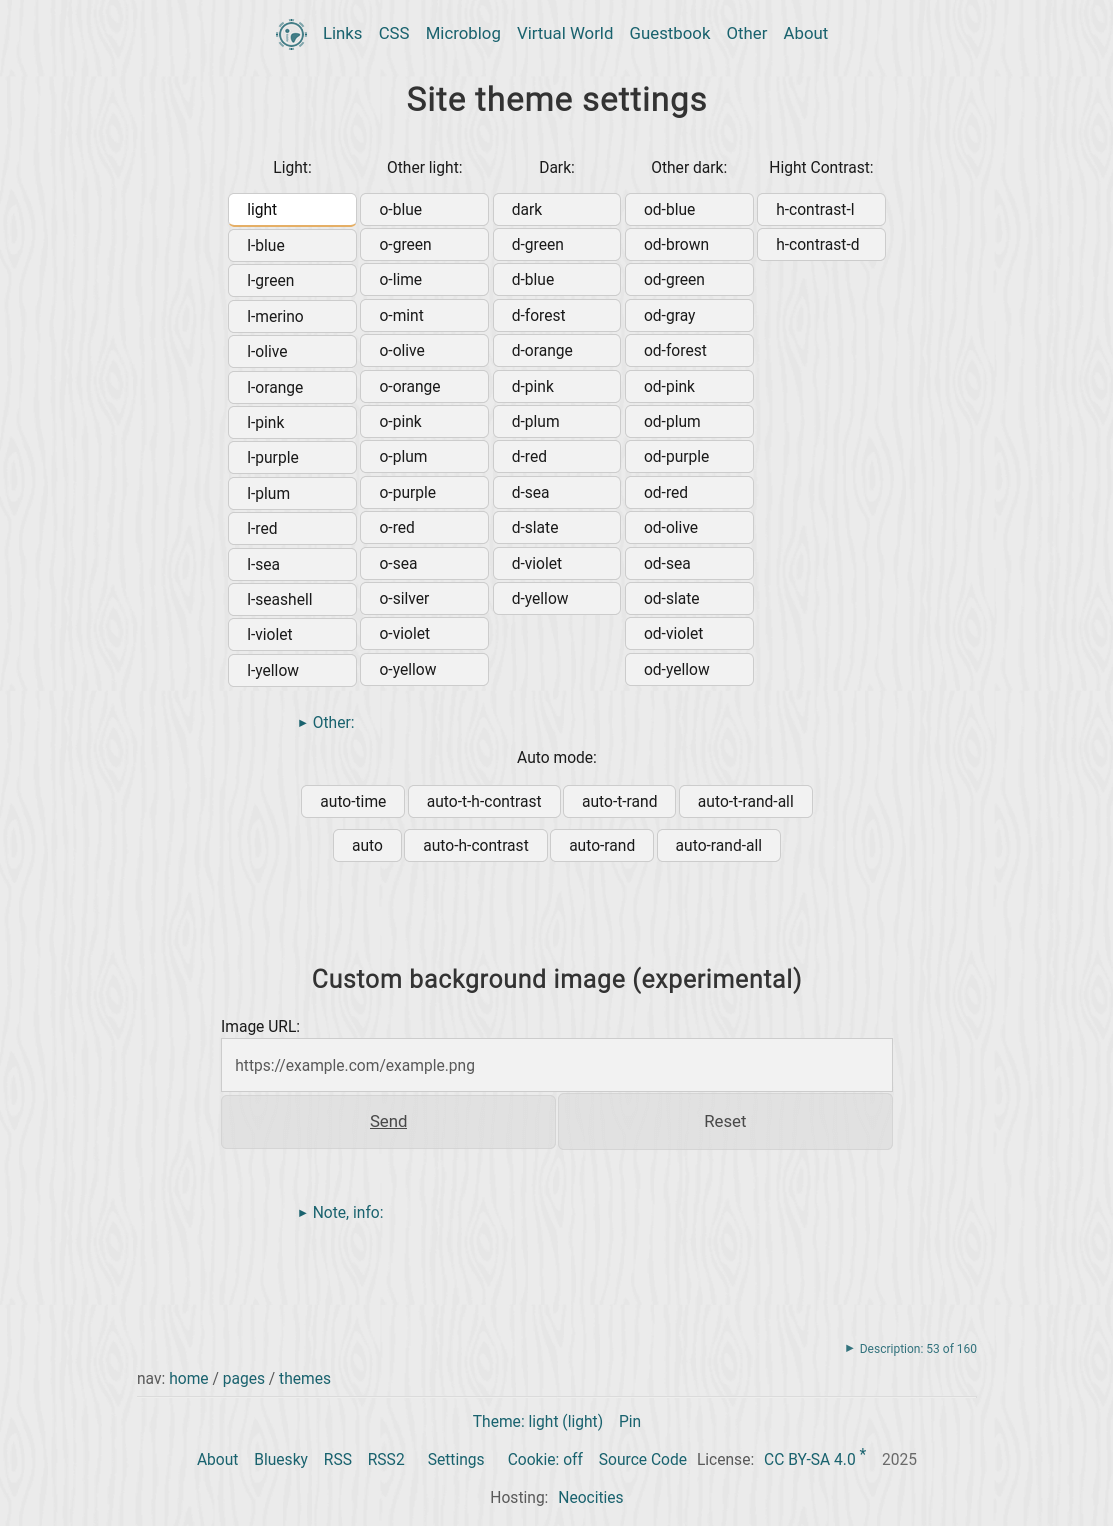 Links CSS Microblog Virtual World Guestbook Other About
Site theme settings
Light: Other light: Dark: Other dark: Hight Contrast:
light o-blue dark od-blue h-contrast-l
l-blue o-green d-green od-brown h-contrast-d
l-green o-lime d-blue od-green
l-merino o-mint d-forest od-gray
l-olive o-olive d-orange od-forest
l-orange o-orange d-pink od-pink
l-pink o-pink d-plum od-plum
l-purple o-plum d-red od-purple
l-plum o-purple d-sea od-red
l-red o-red d-slate od-olive
l-sea o-sea d-violet od-sea
l-seashell o-silver d-yellow od-slate
l-violet o-violet od-violet
l-yellow o-yellow od-yellow
► Other:
Auto mode:
auto-time auto-t-h-contrast auto-t-rand auto-t-rand-all
auto auto-h-contrast auto-rand auto-rand-all
Custom background image (experimental)
Image URL:
https://example.com/example.png
Send Reset
► Note, info:
► Description: 53 of 160
nav: home / pages / themes
Theme: light (light) Pin
About Bluesky RSS RSS2 Settings Cookie: off Source Code License: CC BY-SA 4.0 * 2025
Hosting: Neocities